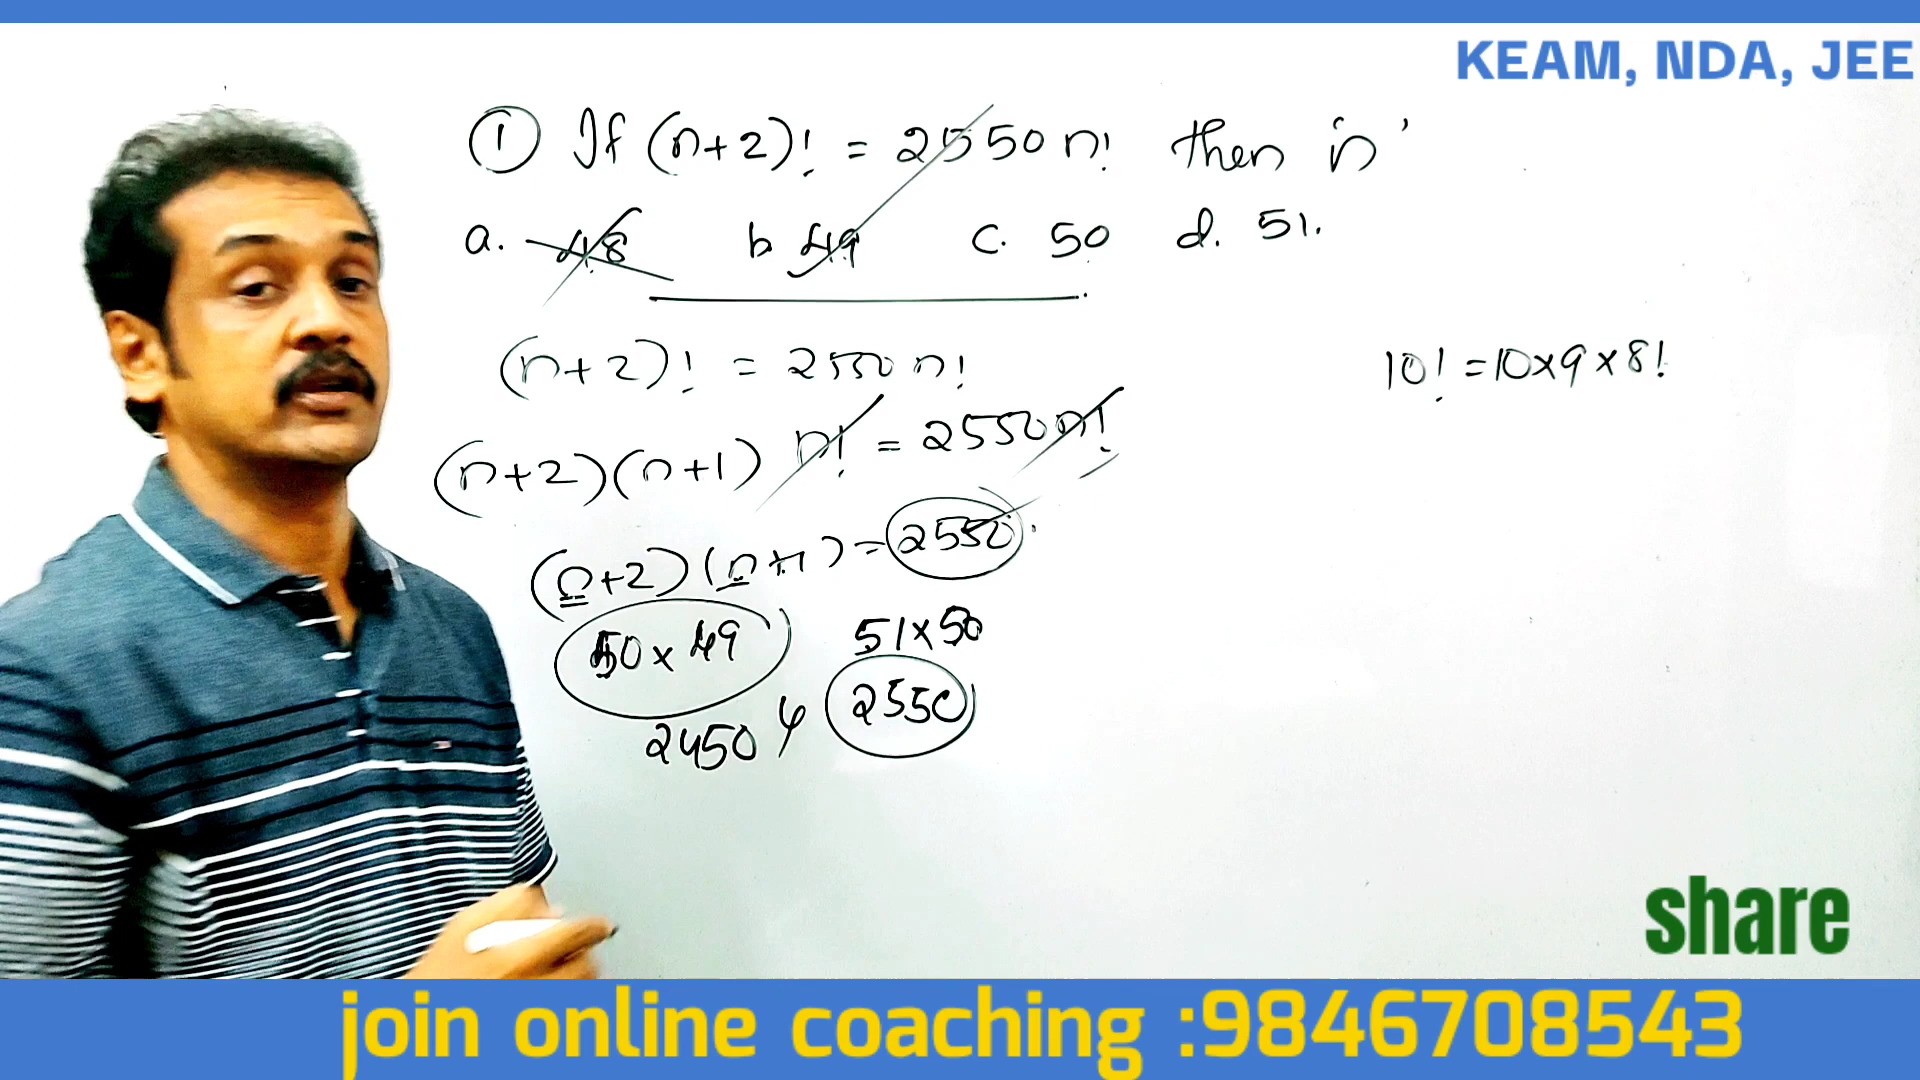 KEAM, NDA, JEE
① If (n+2)! = 2550 n! then 'n'
a. 48 b 49 c. 50 d. 51.
(n+2)! = 2550 n!
10! = 10×9×8!
(n+2)(n+1) n! = 2550 n!
(n+2)(n+1) = 2550
50×49 51×50
2450 2550
share
join online coaching :9846708543